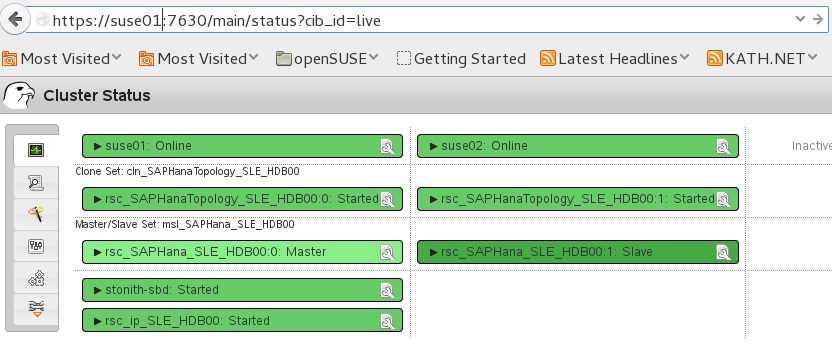 https://suse01:7630/main/status?cib_id=live
Most Visited Most Visited openSUSE Getting Started Latest Headlines KATH.NET
Cluster Status
suse01: Online suse02: Online Inactive
Clone Set: cln_SAPHanaTopology_SLE_HDB00
rsc_SAPHanaTopology_SLE_HDB00:0: Started rsc_SAPHanaTopology_SLE_HDB00:1: Started
Master/Slave Set: msl_SAPHana_SLE_HDB00
rsc_SAPHana_SLE_HDB00:0: Master rsc_SAPHana_SLE_HDB00:1: Slave
stonith-sbd: Started
rsc_ip_SLE_HDB00: Started